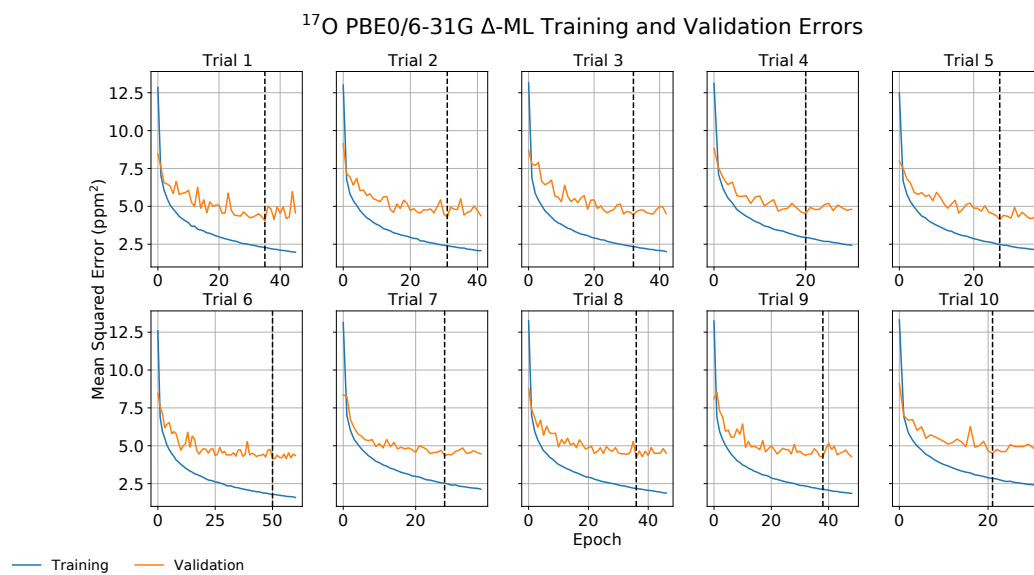 ¹⁷O PBE0/6-31G Δ-ML Training and Validation Errors
Trial 1 Trial 2 Trial 3 Trial 4 Trial 5
12.5
10.0
7.5
5.0
2.5
0 20 40 0 20 40 0 20 40 0 20 0 20
Trial 6 Trial 7 Trial 8 Trial 9 Trial 10
12.5
10.0
7.5
5.0
2.5
0 25 50 0 20 0 20 40 0 20 40 0 20
Mean Squared Error (ppm²)
Epoch
Training Validation